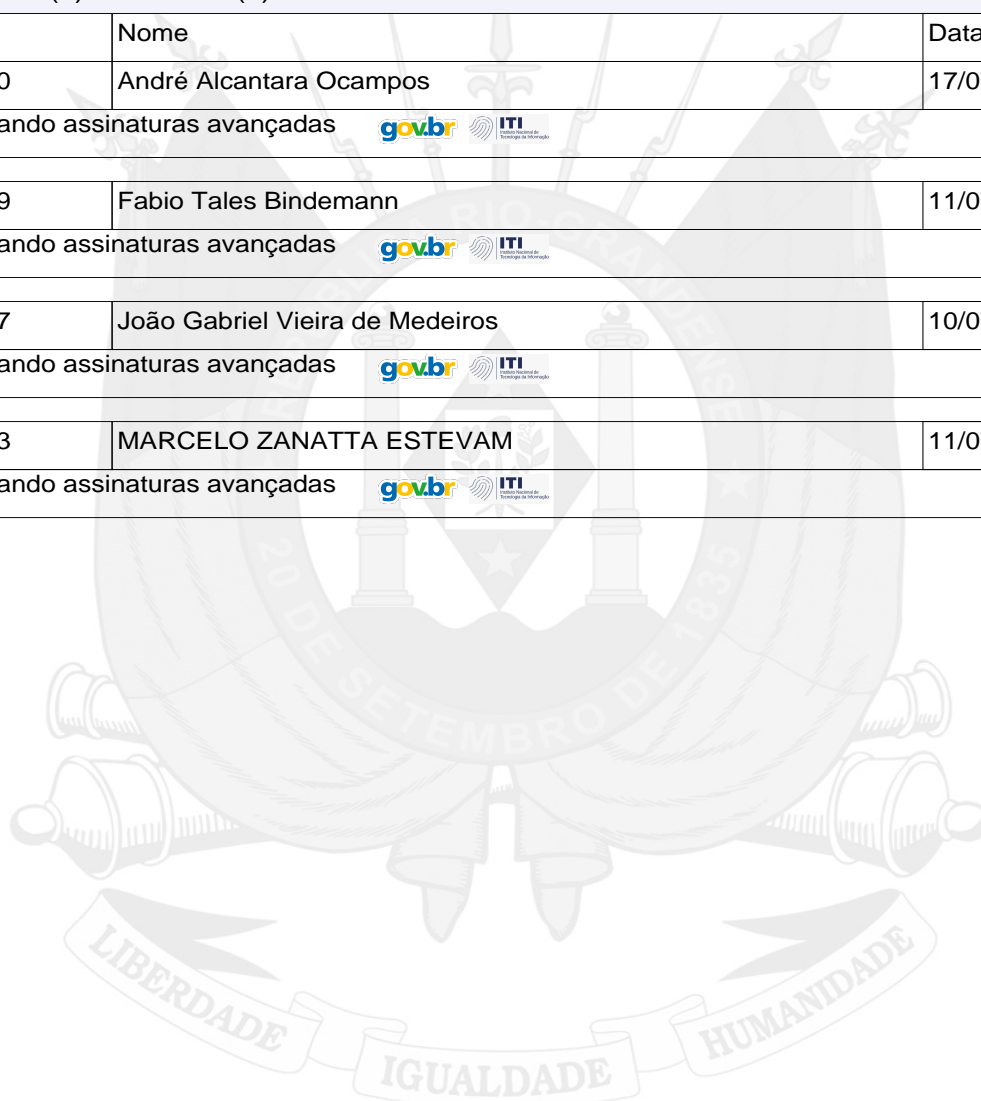 Nome Data
0 André Alcantara Ocampos 17/0
ando assinaturas avançadas gov.br ITI
9 Fabio Tales Bindemann 11/0
ando assinaturas avançadas gov.br ITI
7 João Gabriel Vieira de Medeiros 10/0
ando assinaturas avançadas gov.br ITI
3 MARCELO ZANATTA ESTEVAM 11/0
ando assinaturas avançadas gov.br ITI
REPÚBLICA RIO-GRANDENSE
20 DE SETEMBRO DE 1835
LIBERDADE IGUALDADE HUMANIDADE